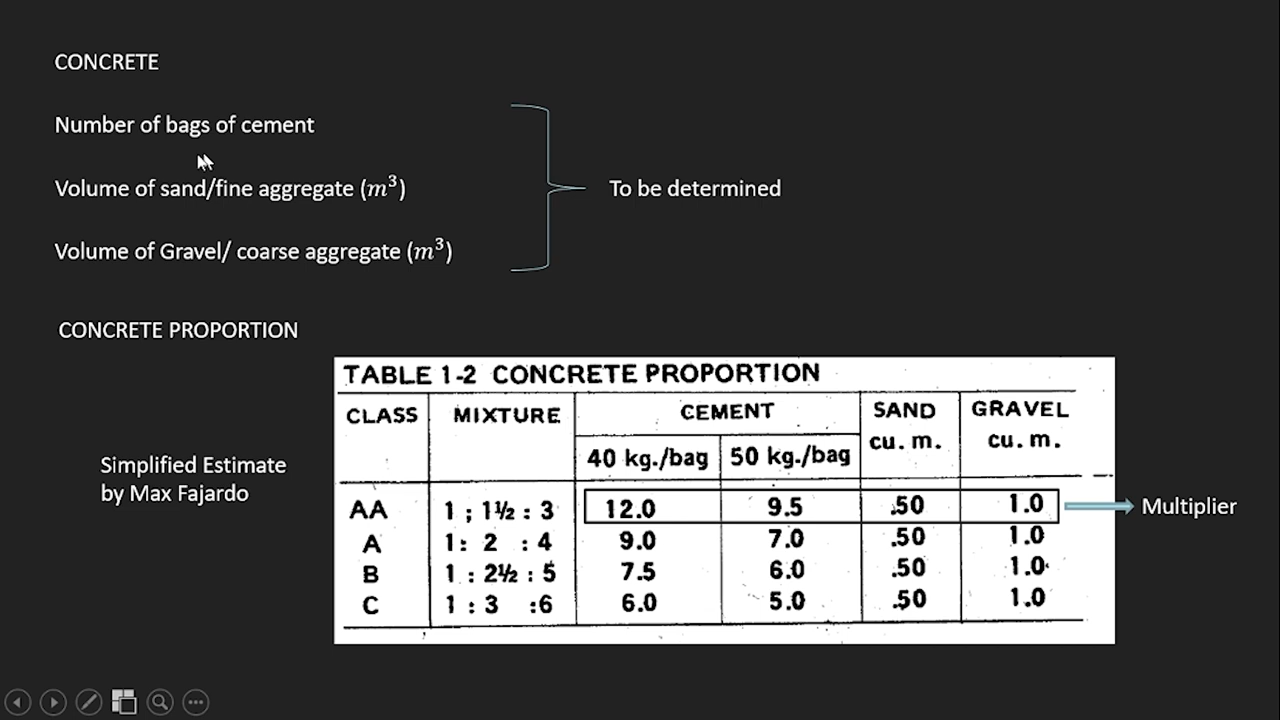 CONCRETE
Number of bags of cement
Volume of sand/fine aggregate (m³)
To be determined
Volume of Gravel/ coarse aggregate (m³)
CONCRETE PROPORTION
Simplified Estimate
by Max Fajardo
TABLE 1-2 CONCRETE PROPORTION
CLASS MIXTURE CEMENT SAND GRAVEL
40 kg./bag 50 kg./bag cu. m. cu. m.
AA 1 ; 1½ : 3 12.0 9.5 .50 1.0 Multiplier
A 1: 2 :4 9.0 7.0 .50 1.0
B 1 : 2½ : 5 7.5 6.0 .50 1.0
C 1 : 3 :6 6.0 5.0 .50 1.0